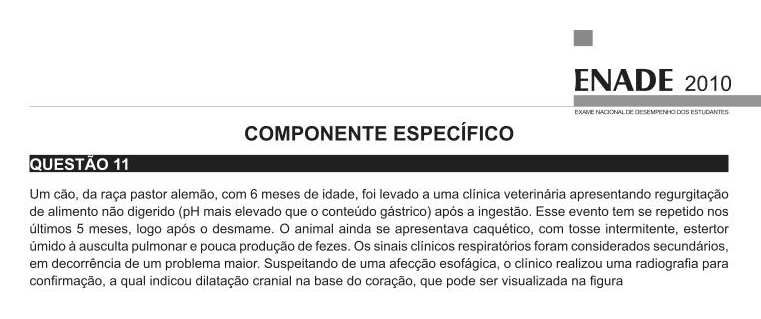 ENADE 2010
EXAME NACIONAL DE DESEMPENHO DOS ESTUDANTES
COMPONENTE ESPECÍFICO
QUESTÃO 11
Um cão, da raça pastor alemão, com 6 meses de idade, foi levado a uma clínica veterinária apresentando regurgitação
de alimento não digerido (pH mais elevado que o conteúdo gástrico) após a ingestão. Esse evento tem se repetido nos
últimos 5 meses, logo após o desmame. O animal ainda se apresentava caquético, com tosse intermitente, estertor
úmido à ausculta pulmonar e pouca produção de fezes. Os sinais clínicos respiratórios foram considerados secundários,
em decorrência de um problema maior. Suspeitando de uma afecção esofágica, o clínico realizou uma radiografia para
confirmação, a qual indicou dilatação cranial na base do coração, que pode ser visualizada na figura